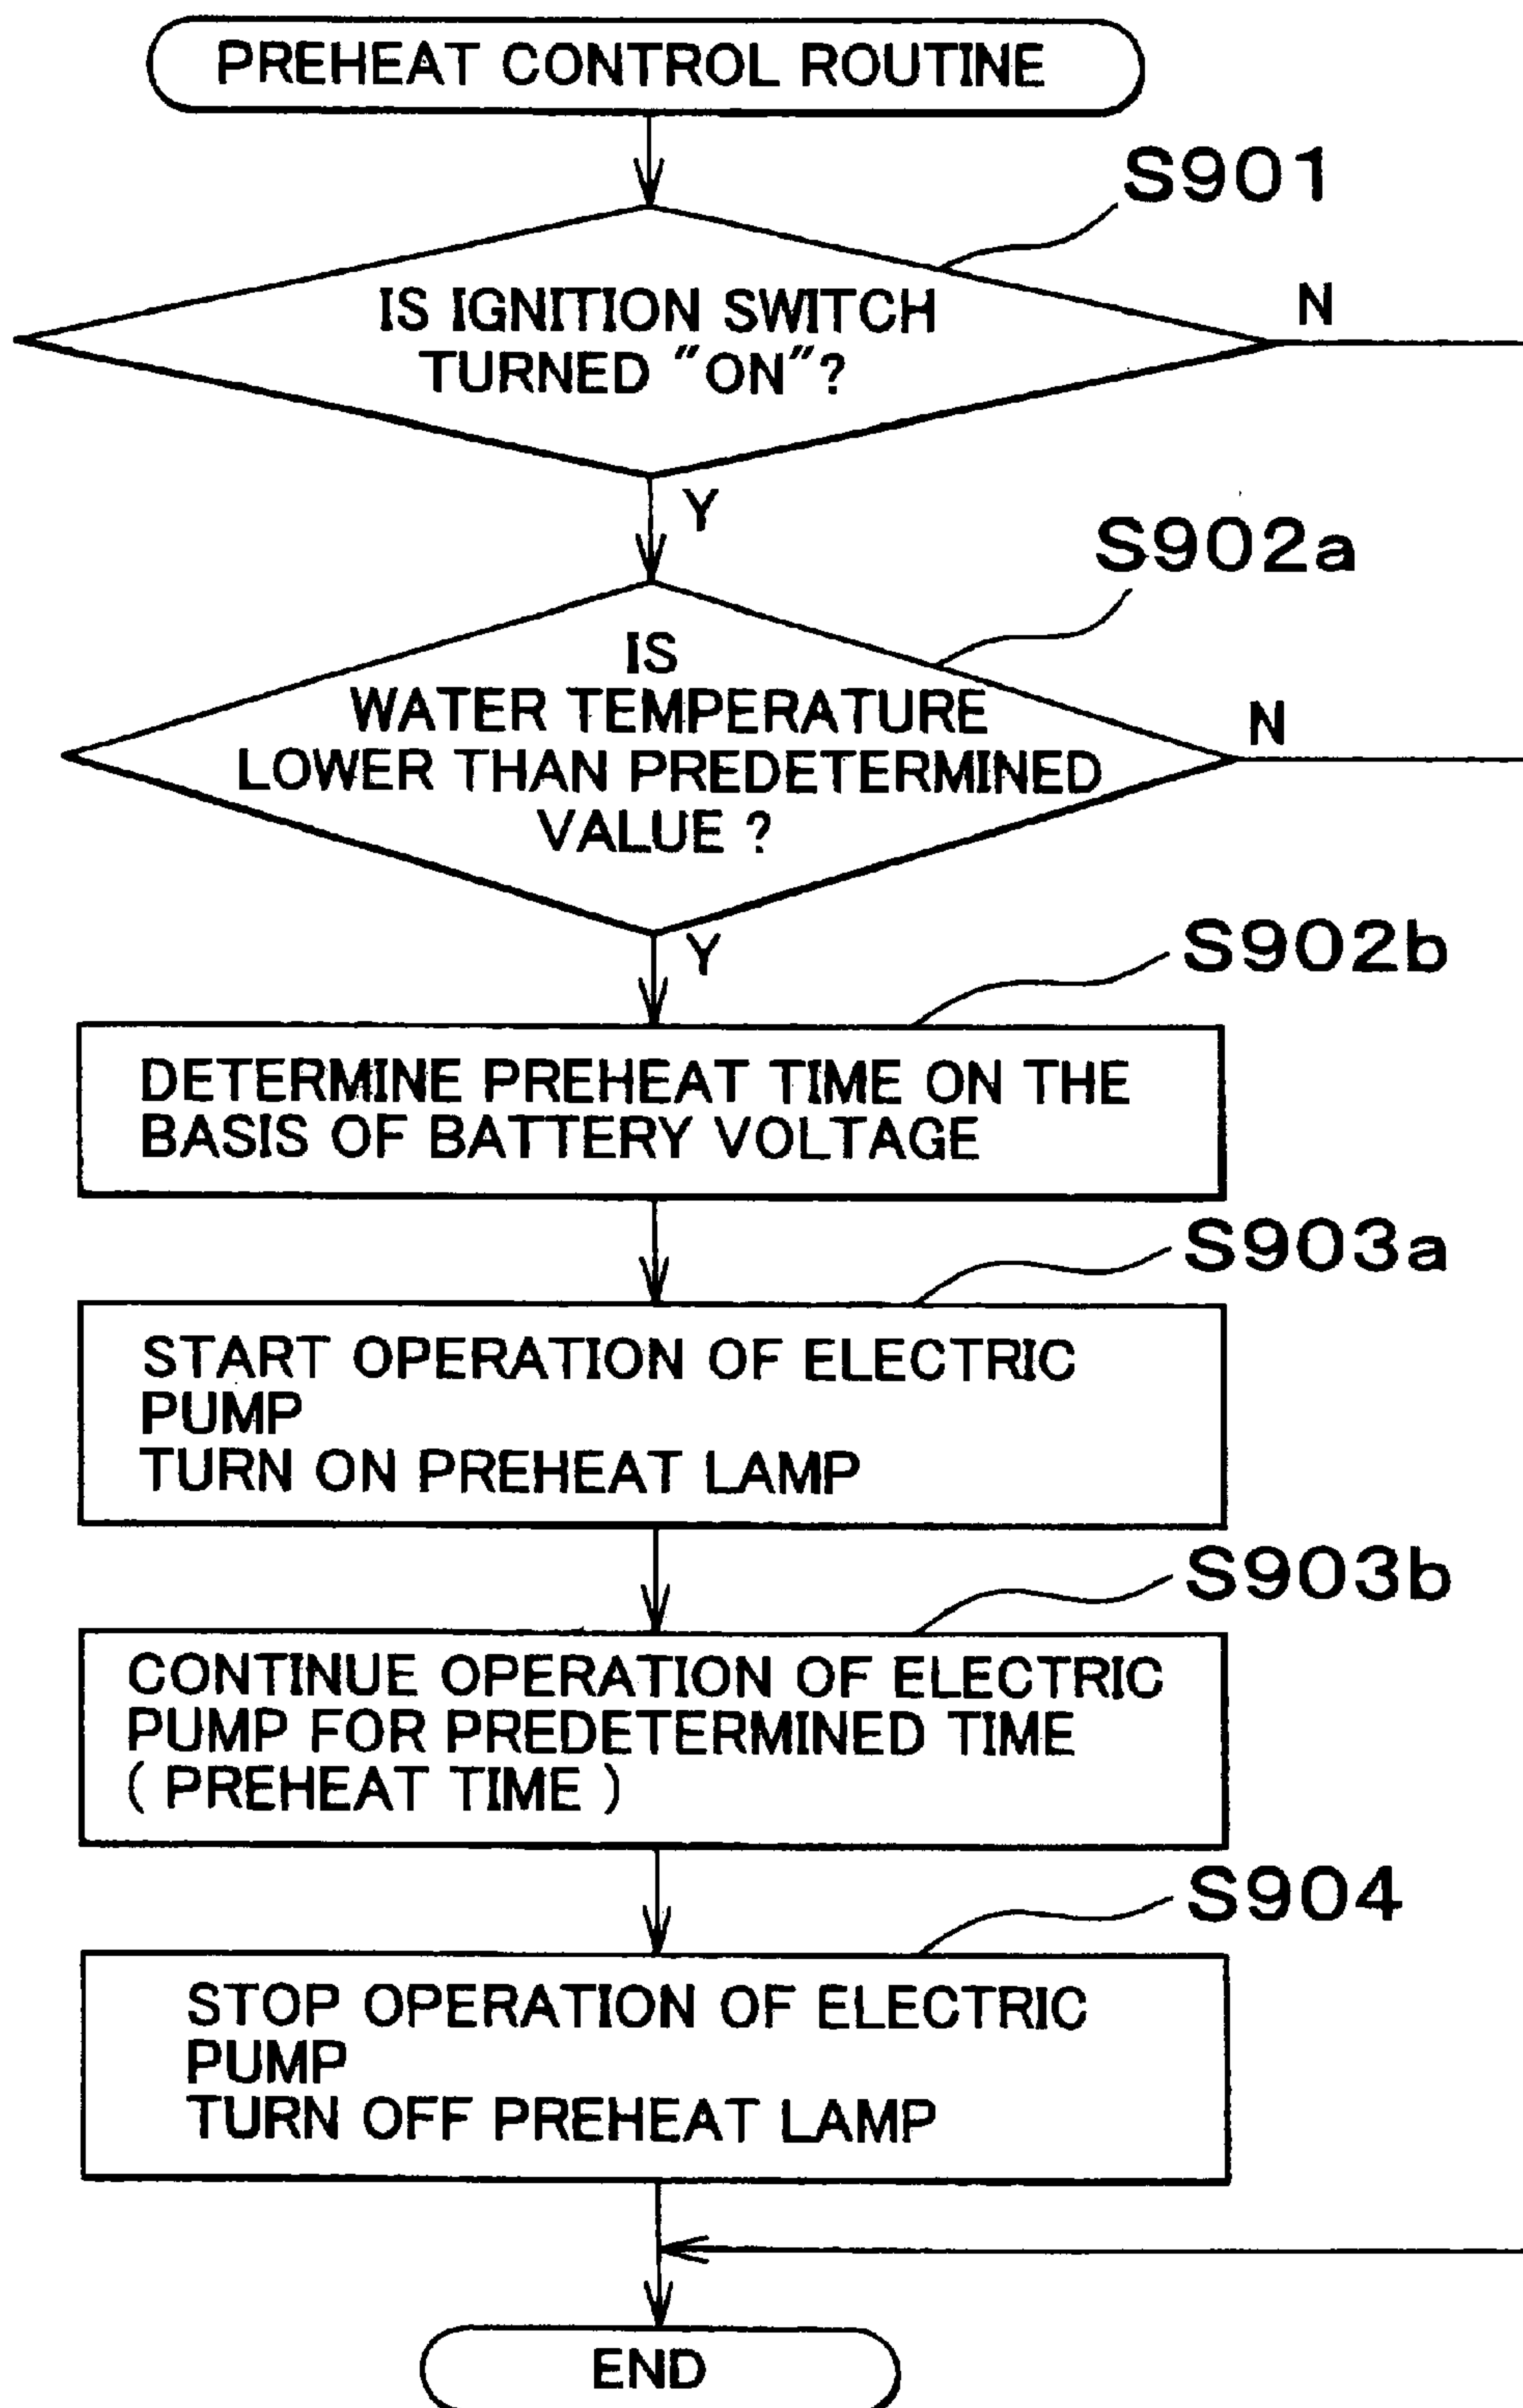 PREHEAT CONTROL ROUTINE
S901
IS IGNITION SWITCH
TURNED "ON"?
N
Y
S902a
IS
WATER TEMPERATURE
LOWER THAN PREDETERMINED
VALUE ?
N
Y
S902b
DETERMINE PREHEAT TIME ON THE
BASIS OF BATTERY VOLTAGE
S903a
START OPERATION OF ELECTRIC
PUMP
TURN ON PREHEAT LAMP
S903b
CONTINUE OPERATION OF ELECTRIC
PUMP FOR PREDETERMINED TIME
( PREHEAT TIME )
S904
STOP OPERATION OF ELECTRIC
PUMP
TURN OFF PREHEAT LAMP
END